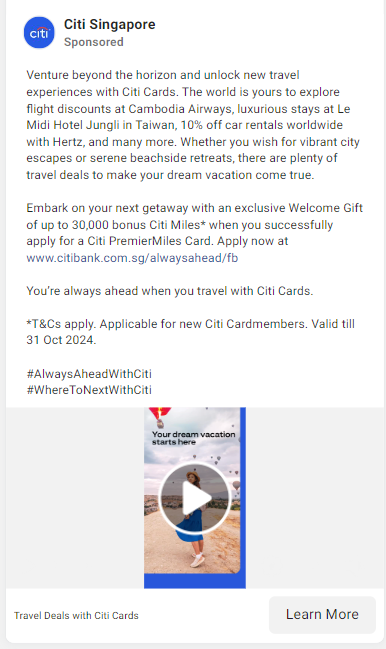 citi
Citi Singapore
Sponsored
Venture beyond the horizon and unlock new travel
experiences with Citi Cards. The world is yours to explore
flight discounts at Cambodia Airways, luxurious stays at Le
Midi Hotel Jungli in Taiwan, 10% off car rentals worldwide
with Hertz, and many more. Whether you wish for vibrant city
escapes or serene beachside retreats, there are plenty of
travel deals to make your dream vacation come true.
Embark on your next getaway with an exclusive Welcome Gift
of up to 30,000 bonus Citi Miles* when you successfully
apply for a Citi PremierMiles Card. Apply now at
www.citibank.com.sg/alwaysahead/fb
You’re always ahead when you travel with Citi Cards.
*T&Cs apply. Applicable for new Citi Cardmembers. Valid till
31 Oct 2024.
#AlwaysAheadWithCiti
#WhereToNextWithCiti
Your dream vacation
starts here
Travel Deals with Citi Cards
Learn More